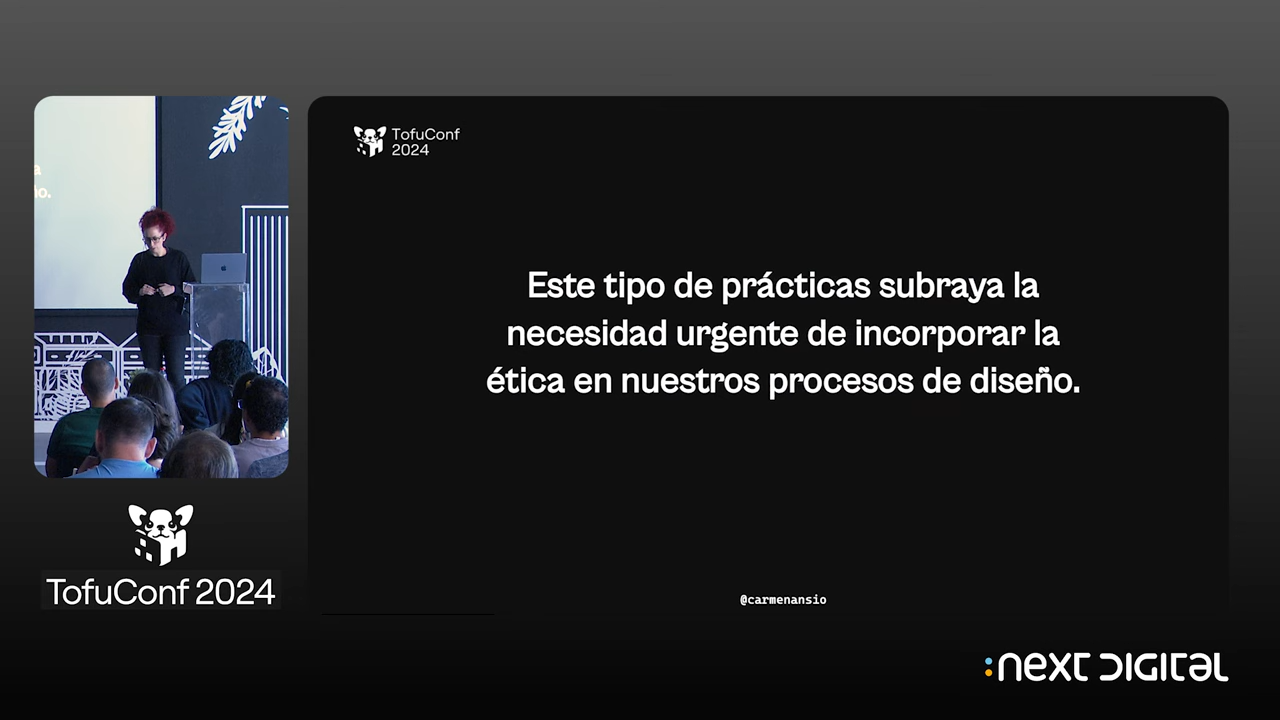 TofuConf
2024
Este tipo de prácticas subraya la
necesidad urgente de incorporar la
ética en nuestros procesos de diseño.
@carmenansio
a
ño.
TofuConf 2024
:next digital